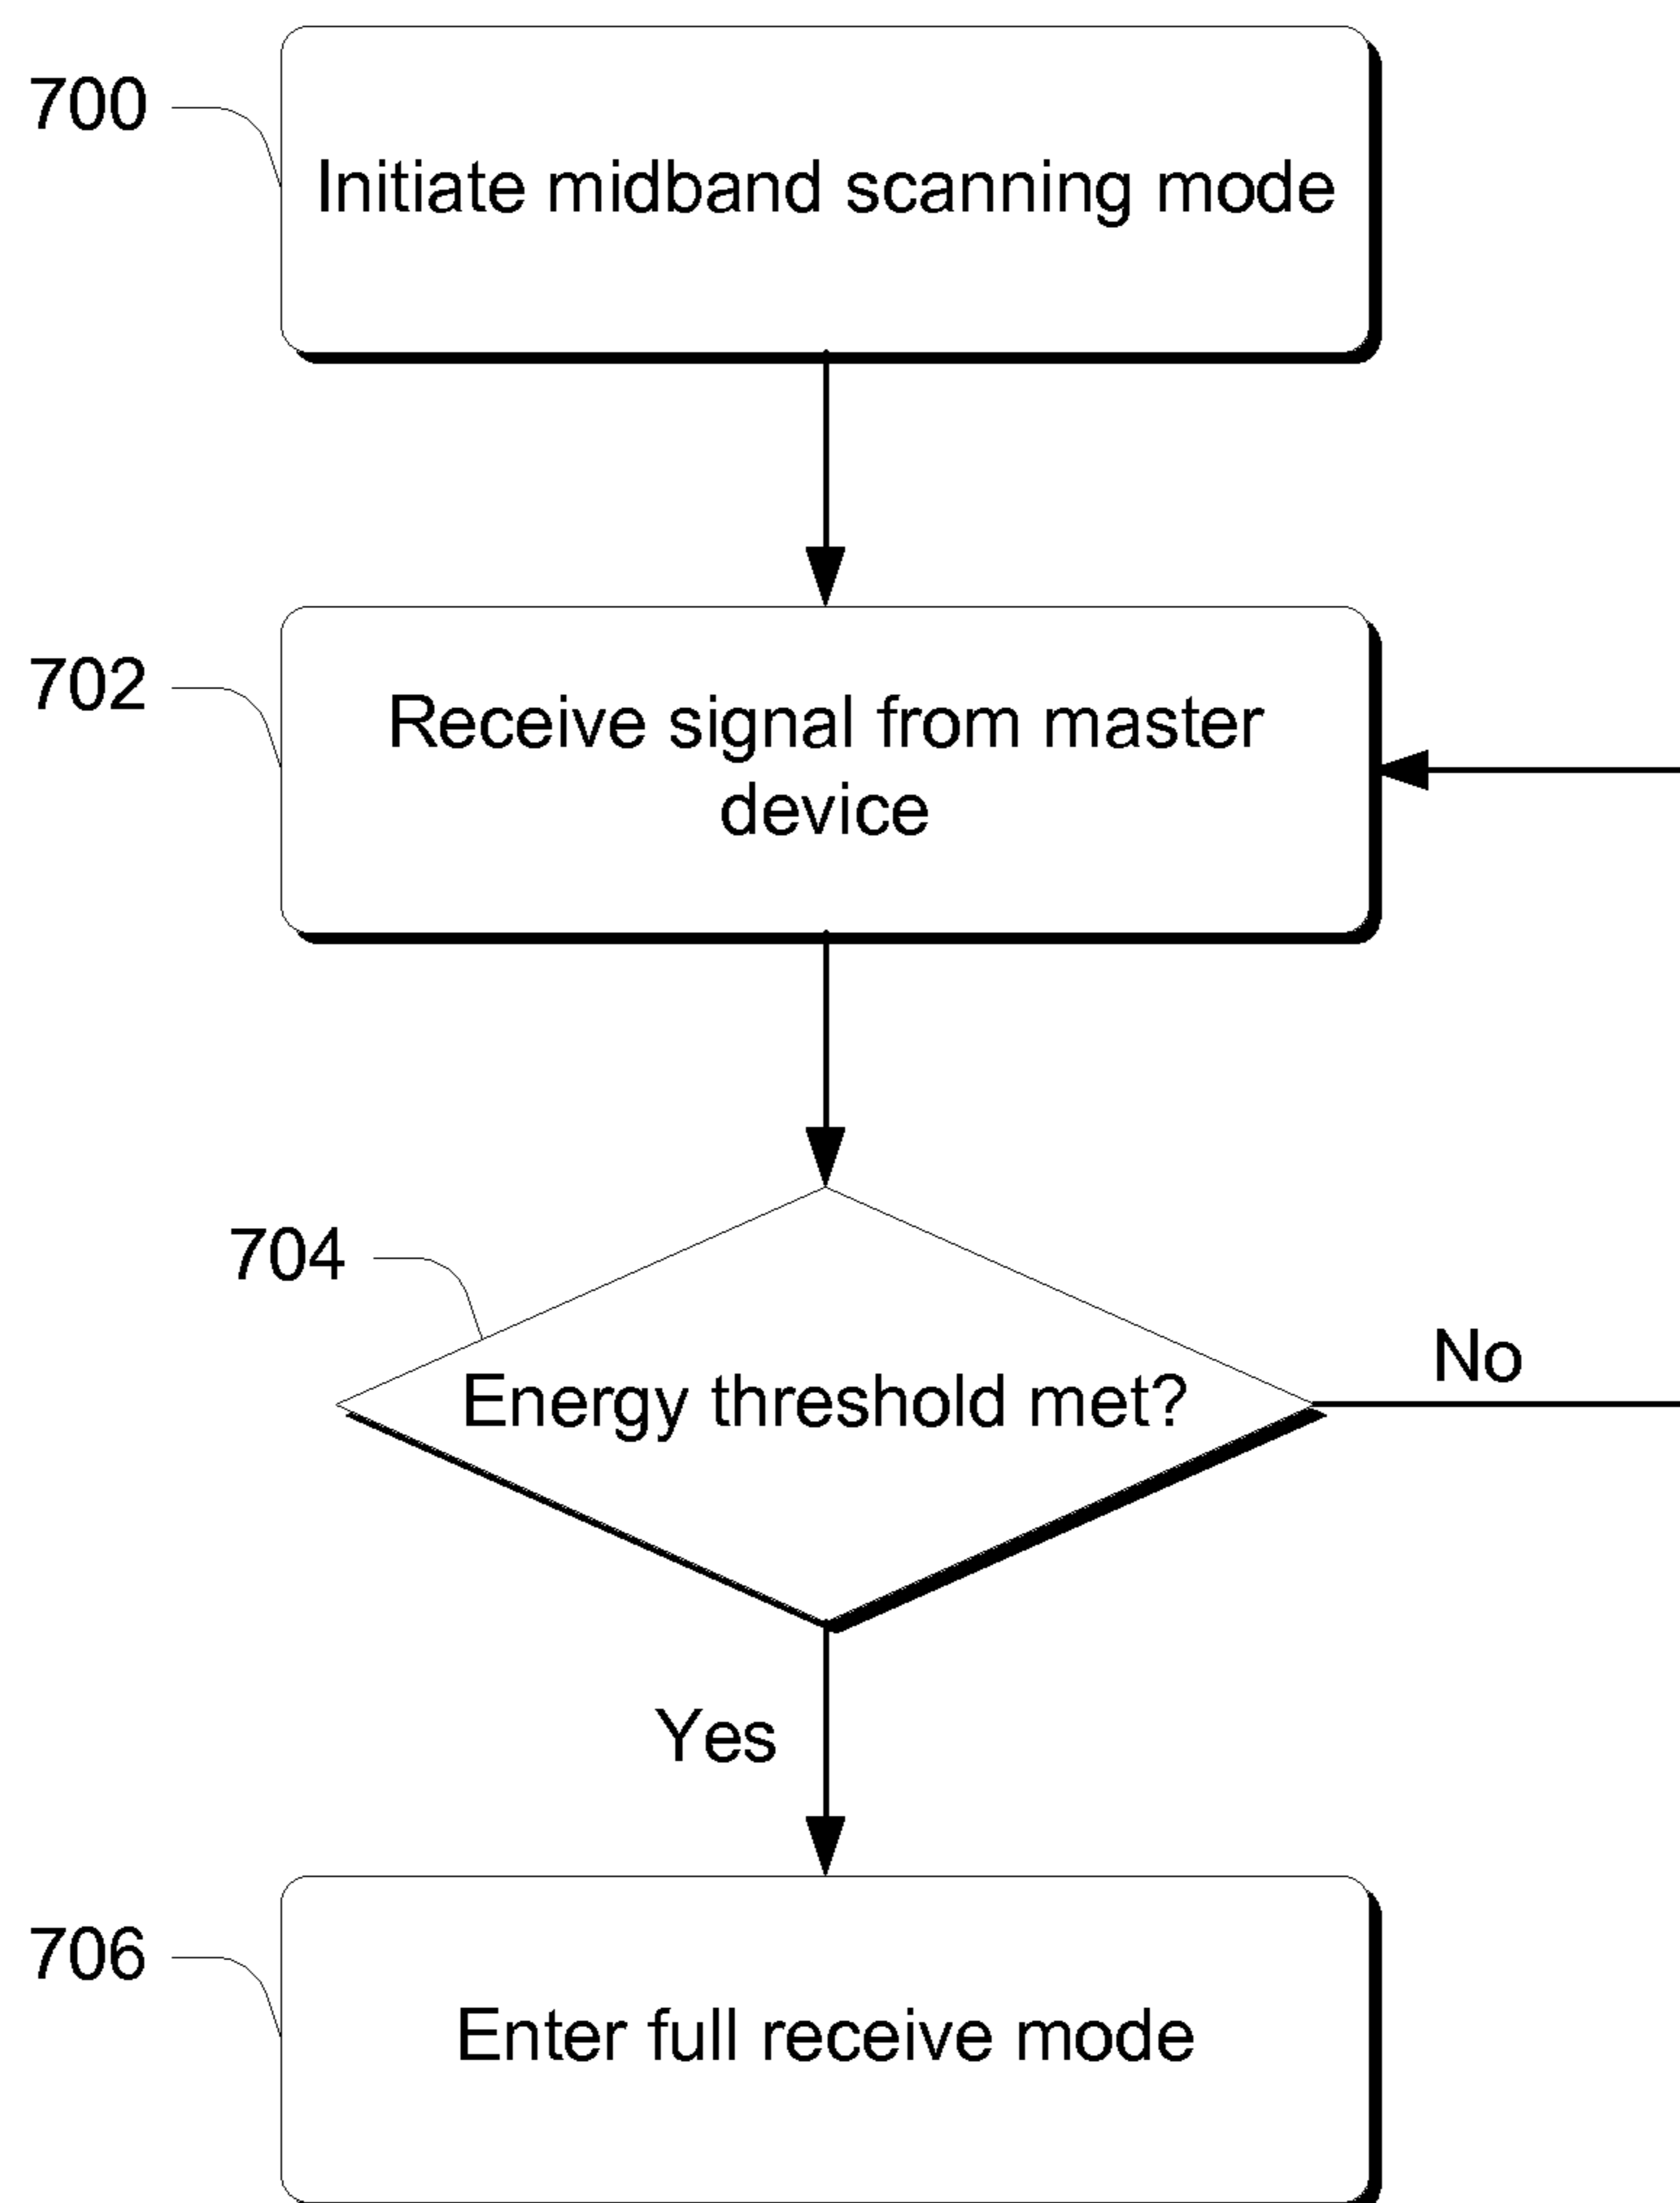 700
Initiate midband scanning mode
702
Receive signal from master
device
704
Energy threshold met?
No
Yes
706
Enter full receive mode